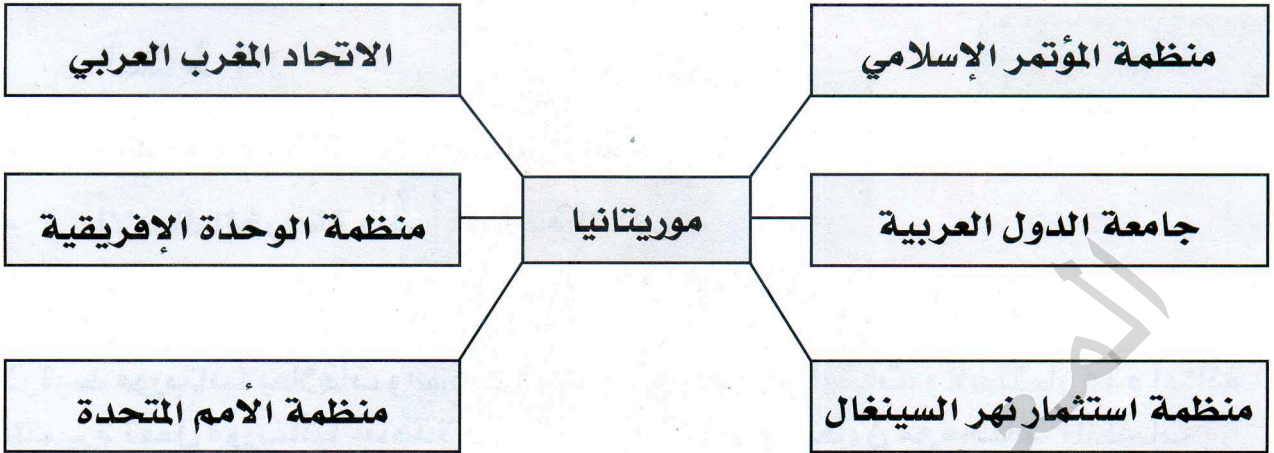 منظمة المؤتمر الإسلامي
الاتحاد المغرب العربي
جامعة الدول العربية
موريتانيا
منظمة الوحدة الإفريقية
منظمة استثمار نهر السينغال
منظمة الأمم المتحدة